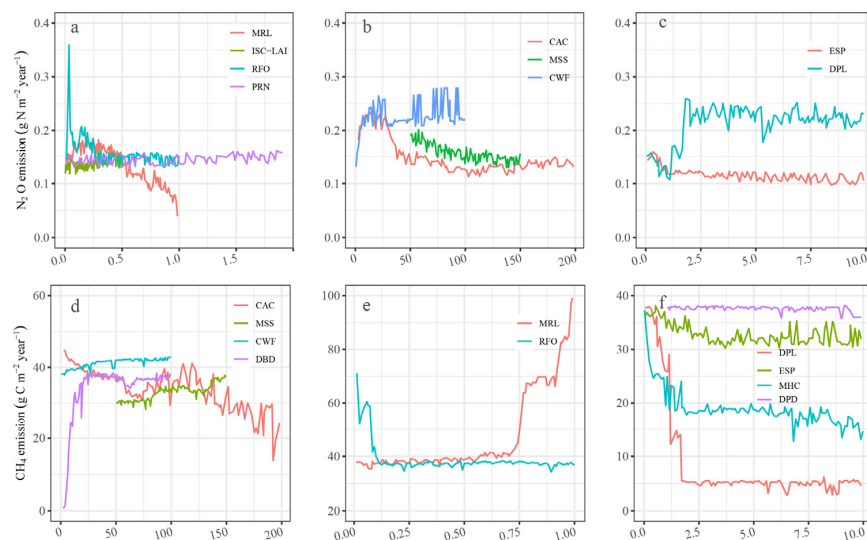 a
MRL
ISC−LAI
RFO
PRN
0.4
0.3
0.2
0.1
0.0
N₂ O emission (g N m⁻² year⁻¹)
0.0
0.5
1.0
1.5
b
CAC
MSS
CWF
0.4
0.3
0.2
0.1
0.0
0
50
100
150
200
c
ESP
DPL
0.4
0.3
0.2
0.1
0.0
0.0
2.5
5.0
7.5
10.0
d
CAC
MSS
CWF
DBD
60
40
20
0
CH₄ emission (g C m⁻² year⁻¹)
0
50
100
150
200
e
MRL
RFO
100
80
60
40
20
0.00
0.25
0.50
0.75
1.00
f
DPL
ESP
MHC
DPD
40
30
20
10
0
0.0
2.5
5.0
7.5
10.0